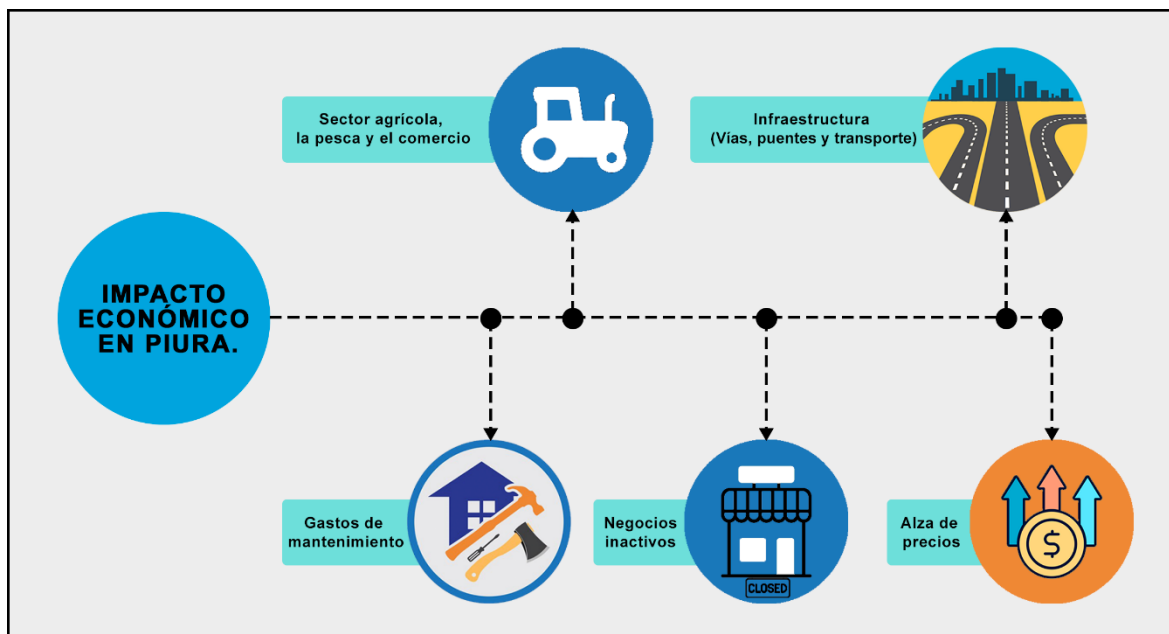 Sector agrícola,
la pesca y el comercio
Infraestructura
(Vías, puentes y transporte)
IMPACTO
ECONÓMICO
EN PIURA.
Gastos de
mantenimiento
Negocios
inactivos
CLOSED
Alza de
precios
$